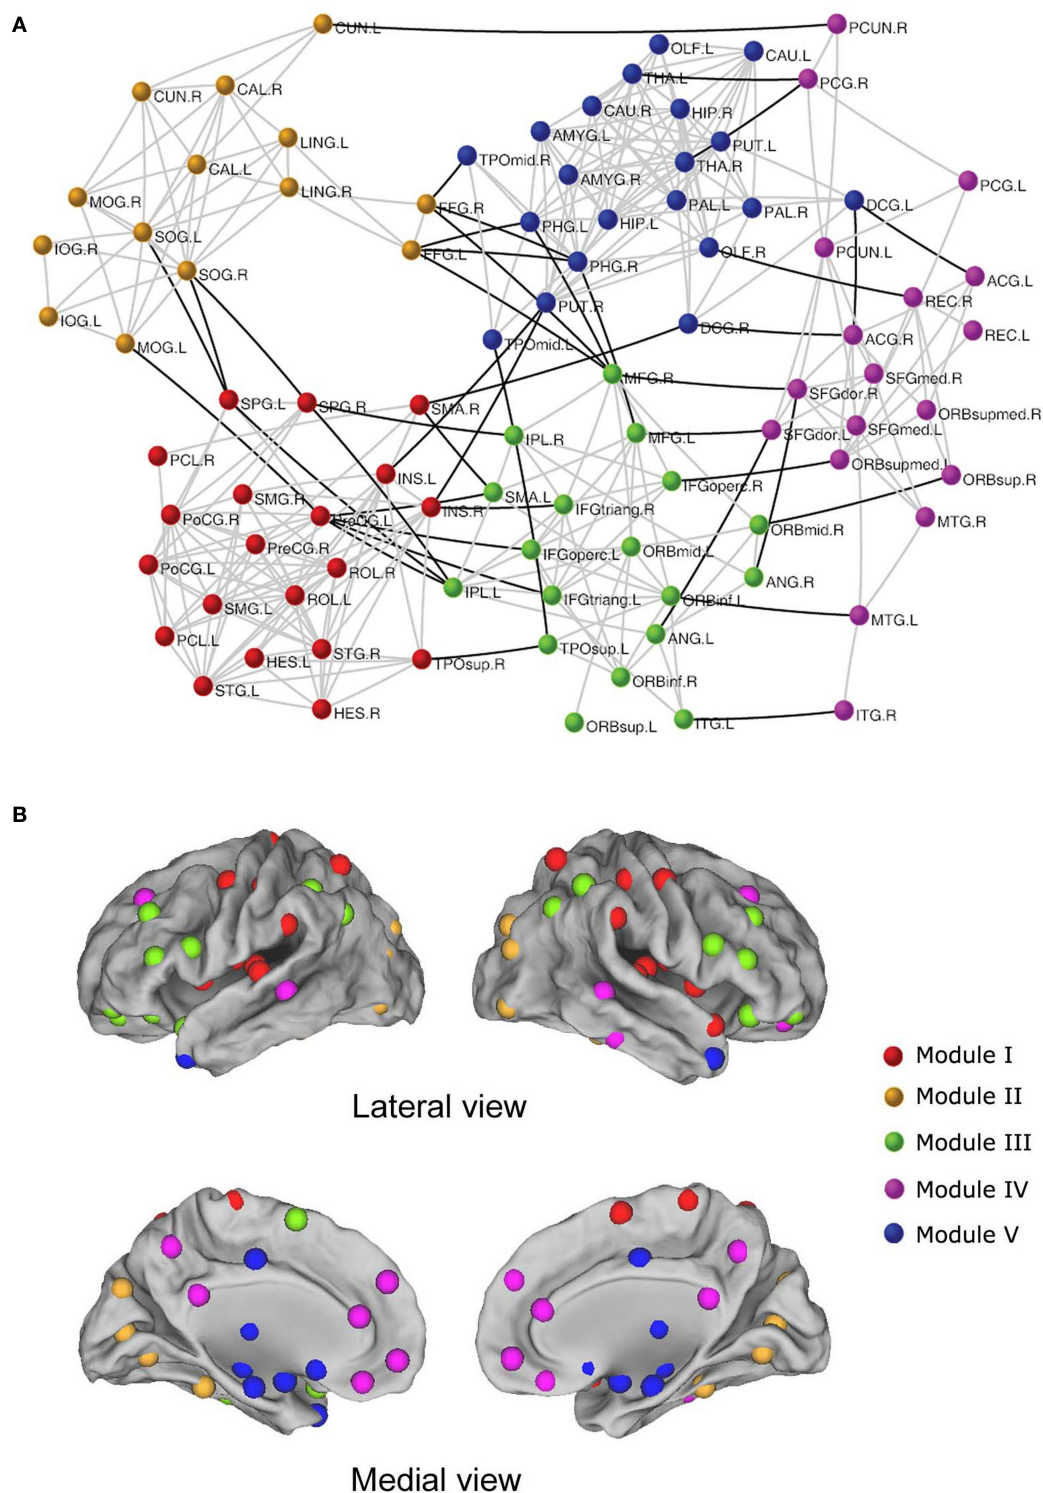 A
CUN.L
PCUN.R
OLF.L
CAU.L
THA.L
PCG.R
CUN.R
CAL.R
CAU.R
HIP.R
LING.L
AMYG.L
PUT.L
TPOmid.R
THA.R
CAL.L
AMYG.R
PCG.L
LING.R
MOG.R
FFG.R
PAL.L
PAL.R
DCG.L
PHG.L
HIP.L
SOG.L
IOG.R
FFG.L
OLF.R
PCUN.L
PHG.R
SOG.R
ACG.L
REC.R
PUT.R
IOG.L
DCG.R
REC.L
MOG.L
TPOmid.L
ACG.R
MFG.R
SFGmed.R
SFGdor.R
SPG.L
SPG.R
SMA.R
ORBsupmed.R
IPL.R
MFG.L
SFGdor.L
SFGmed.L
PCL.R
ORBsupmed.L
INS.L
IFGoperc.R
ORBsup.R
SMG.R
SMA.L
INS.R
IFGtriang.R
PoCG.R
PreCG.L
MTG.R
ORBmid.R
PreCG.R
IFGoperc.L
ORBmid.L
PoCG.L
ROL.R
ANG.R
IPL.L
ROL.L
IFGtriang.L
ORBinf.L
SMG.L
MTG.L
PCL.L
ANG.L
STG.R
TPOsup.L
HES.L
TPOsup.R
ORBinf.R
STG.L
HES.R
ORBsup.L
ITG.L
ITG.R
B
Lateral view
Module I
Module II
Module III
Module IV
Module V
Medial view